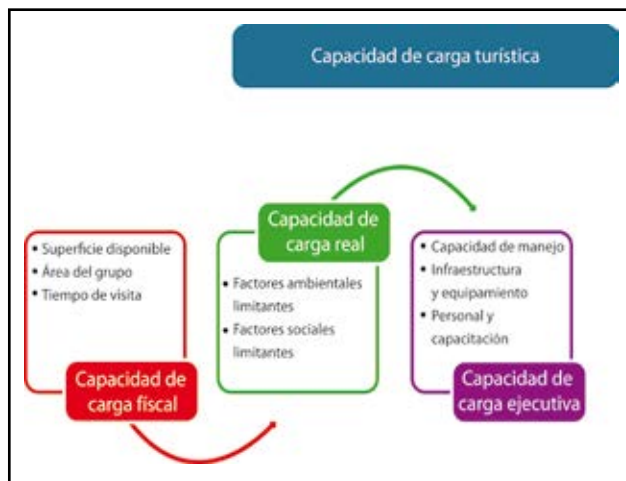 Capacidad de carga turística
• Superficie disponible
• Área del grupo
• Tiempo de visita
Capacidad de
carga fiscal
Capacidad de
carga real
• Factores ambientales
limitantes
• Factores sociales
limitantes
• Capacidad de manejo
• Infraestructura
y equipamiento
• Personal y
capacitación
Capacidad de
carga ejecutiva